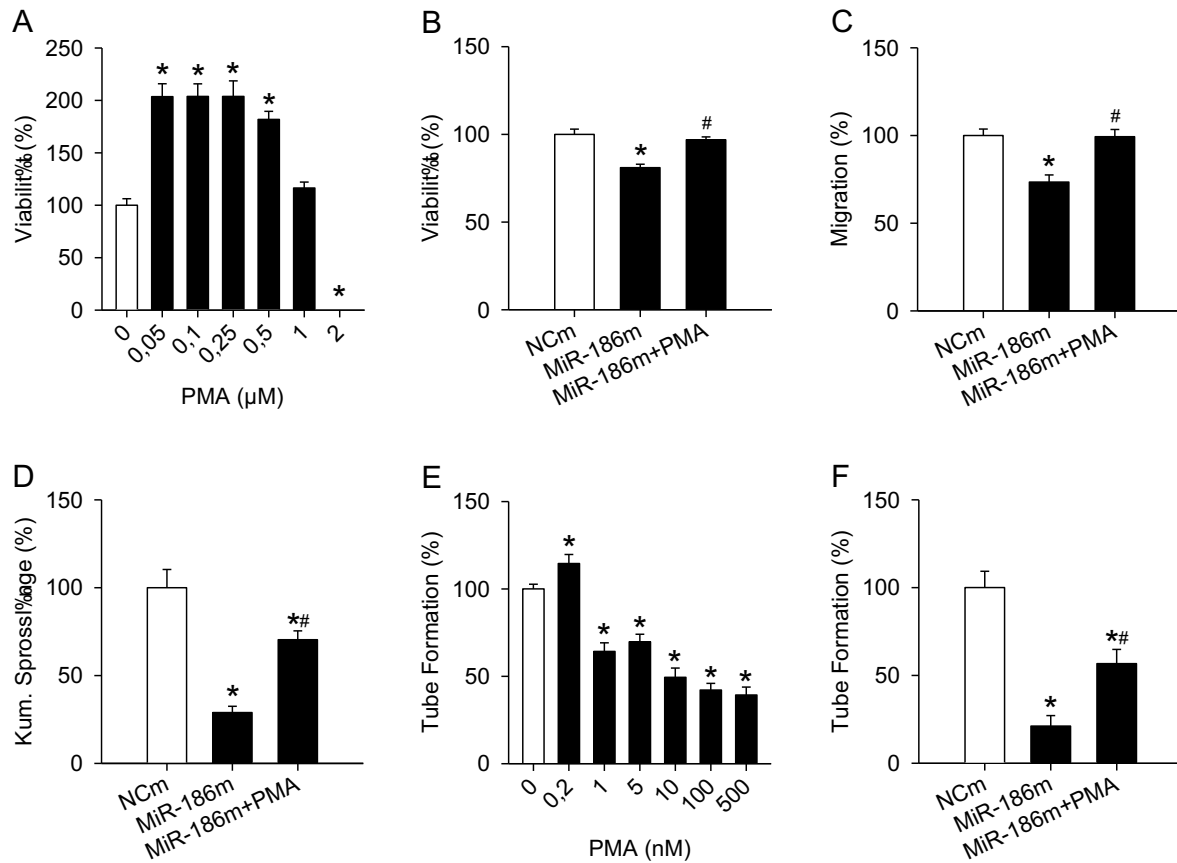 A
Viabilit‰ (%)
250
200
150
100
50
0
* * * * *
0
0,05
0,1
0,25
0,5
1
2
PMA (µM)
B
Viabilit‰ (%)
150
100
50
0
* #
NCm
MiR-186m
MiR-186m+PMA
C
Migration (%)
150
100
50
0
* #
NCm
MiR-186m
MiR-186m+PMA
D
Kum. Sprossl‰age (%)
150
100
50
0
* *#
NCm
MiR-186m
MiR-186m+PMA
E
Tube Formation (%)
150
100
50
0
* * * * * *
0
0,2
1
5
10
100
500
PMA (nM)
F
Tube Formation (%)
150
100
50
0
* *#
NCm
MiR-186m
MiR-186m+PMA